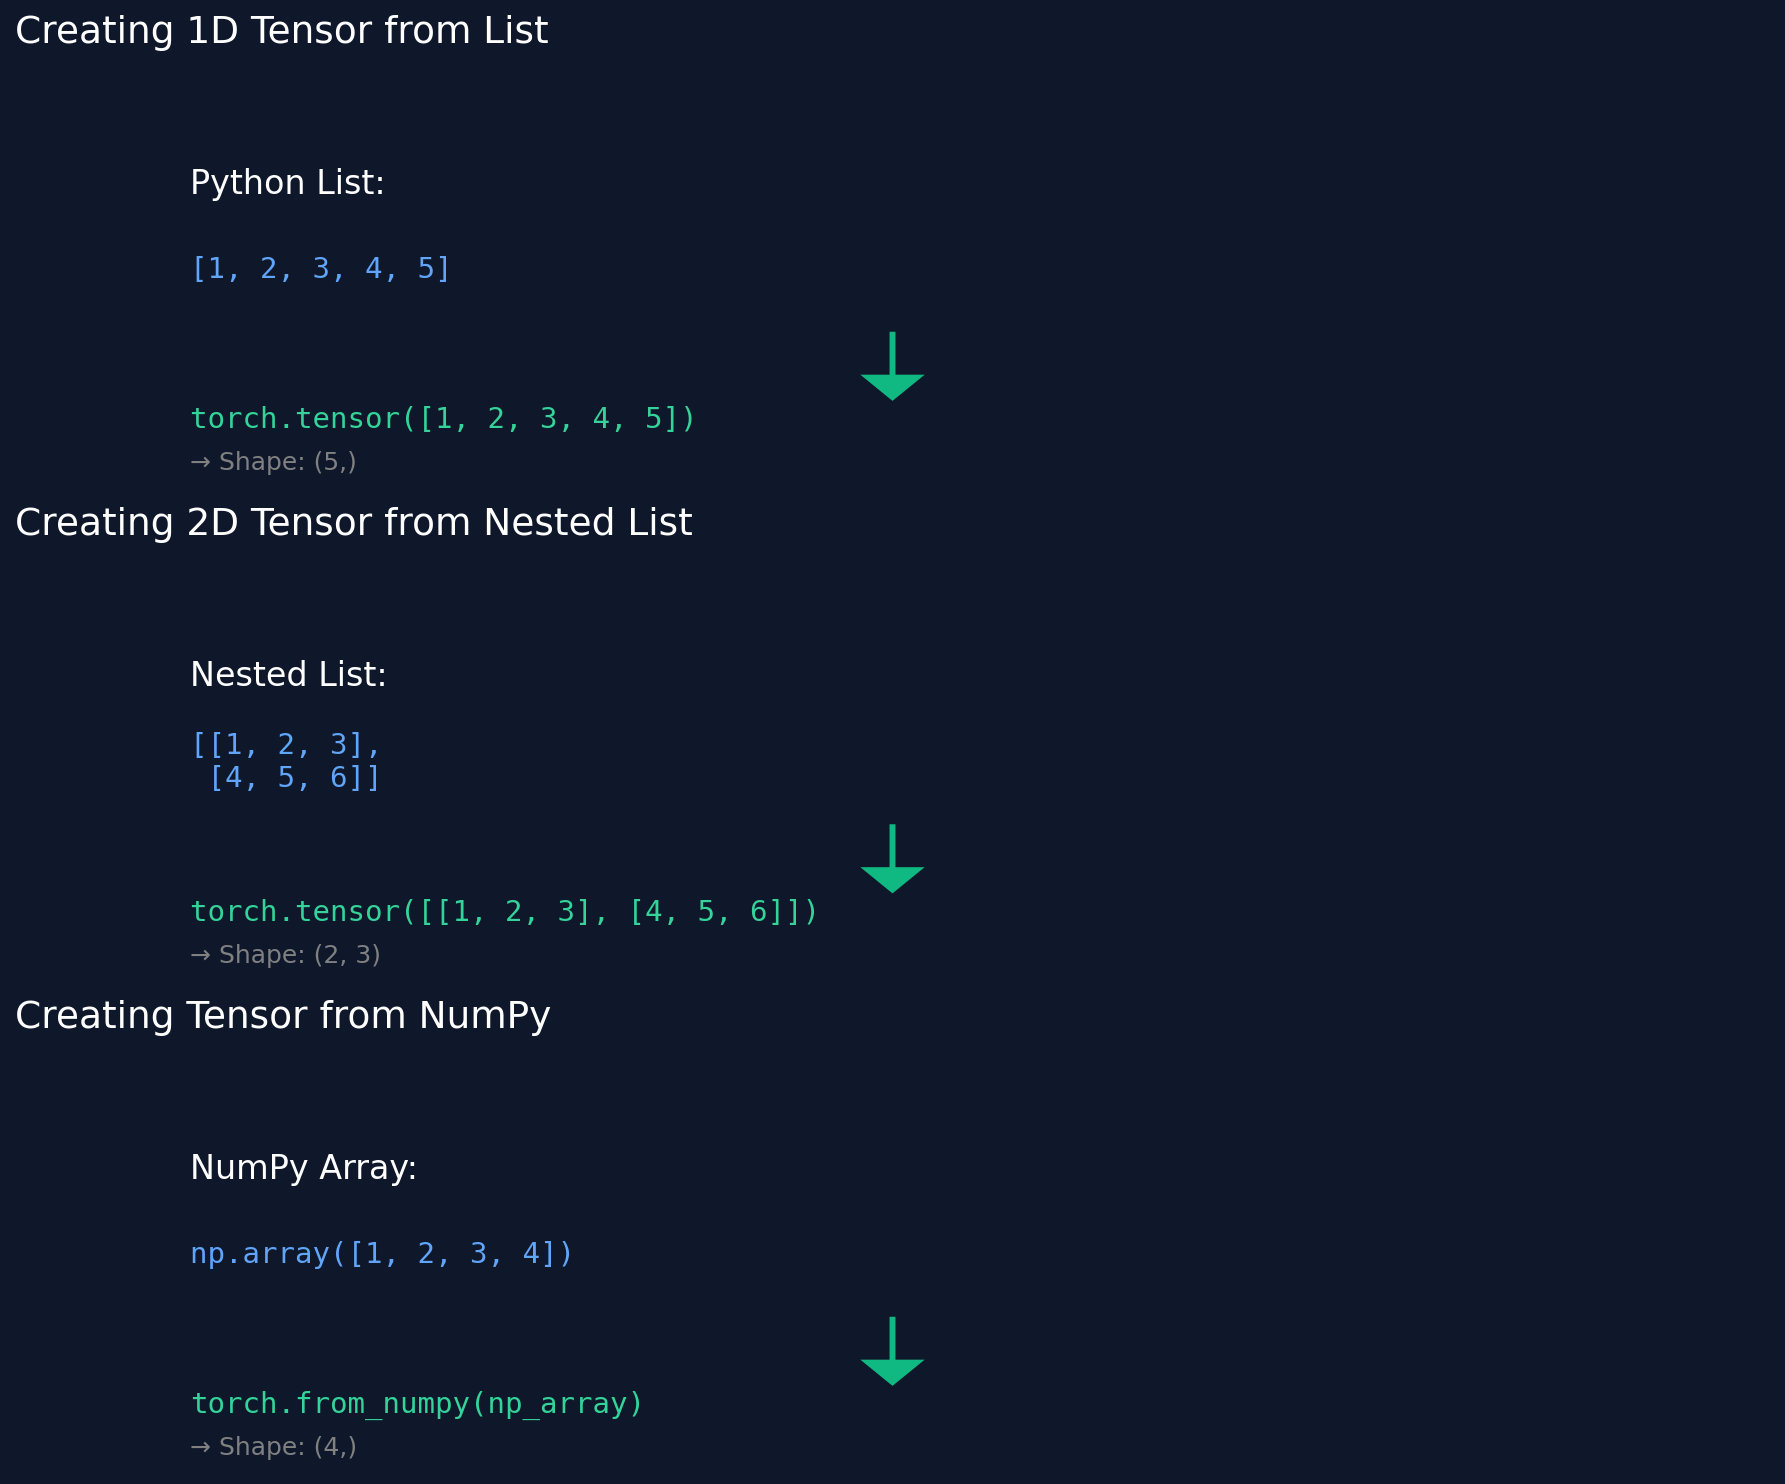 Creating 1D Tensor from List
Python List:
[1, 2, 3, 4, 5]
torch.tensor([1, 2, 3, 4, 5])
→ Shape: (5,)
Creating 2D Tensor from Nested List
Nested List:
[[1, 2, 3],
 [4, 5, 6]]
torch.tensor([[1, 2, 3], [4, 5, 6]])
→ Shape: (2, 3)
Creating Tensor from NumPy
NumPy Array:
np.array([1, 2, 3, 4])
torch.from_numpy(np_array)
→ Shape: (4,)